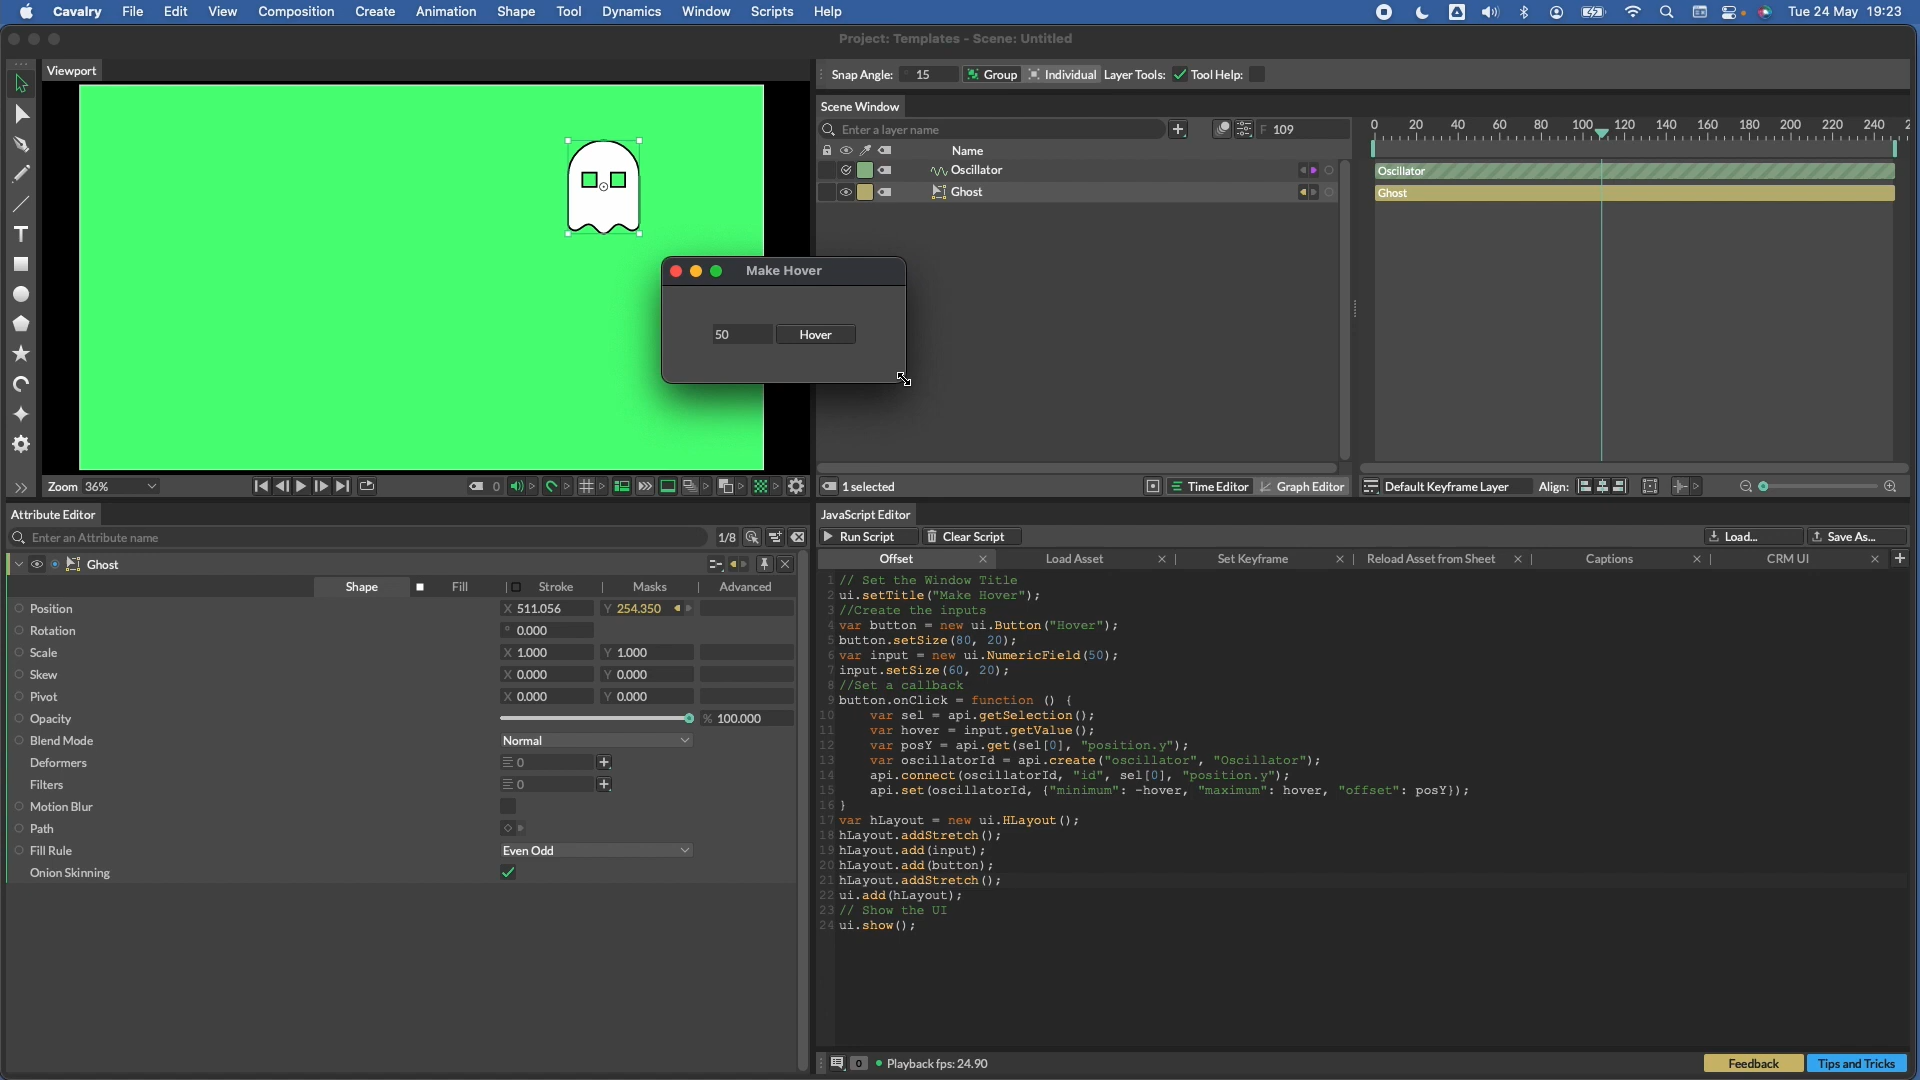 Cavalry File Edit View Composition Create Animation Shape Tool Dynamics Window Scripts Help Tue 24 May 19:23
Project: Templates - Scene: Untitled
Viewport
Snap Angle: 15 Group Individual Layer Tools: Tool Help:
Scene Window
Enter a layer name F 109
Name
Oscillator
Ghost
0 20 40 60 80 100 120 140 160 180 200 220 240 2
Oscillator
Ghost
Make Hover
50 Hover
Zoom 36% 0
1 selected Time Editor Graph Editor Default Keyframe Layer Align:
Attribute Editor
Enter an Attribute name 1/8
Ghost
Shape Fill Stroke Masks Advanced
Position X 511.056 Y 254.350
Rotation ° 0.000
Scale X 1.000 Y 1.000
Skew X 0.000 Y 0.000
Pivot X 0.000 Y 0.000
Opacity % 100.000
Blend Mode Normal
Deformers 0
Filters 0
Motion Blur
Path
Fill Rule Even Odd
Onion Skinning
JavaScript Editor
Run Script Clear Script Load... Save As...
Offset Load Asset Set Keyframe Reload Asset from Sheet Captions CRM UI
1 // Set the Window Title
2 ui.setTitle("Make Hover");
3 //Create the inputs
4 var button = new ui.Button("Hover");
5 button.setSize(80, 20);
6 var input = new ui.NumericField(50);
7 input.setSize(60, 20);
8 //Set a callback
9 button.onClick = function () {
10 var sel = api.getSelection();
11 var hover = input.getValue();
12 var posY = api.get(sel[0], "position.y");
13 var oscillatorId = api.create("oscillator", "Oscillator");
14 api.connect(oscillatorId, "id", sel[0], "position.y");
15 api.set(oscillatorId, {"minimum": -hover, "maximum": hover, "offset": posY});
16 }
17 var hLayout = new ui.HLayout();
18 hLayout.addStretch();
19 hLayout.add(input);
20 hLayout.add(button);
21 hLayout.addStretch();
22 ui.add(hLayout);
23 // Show the UI
24 ui.show();
0 Playback fps: 24.90 Feedback Tips and Tricks